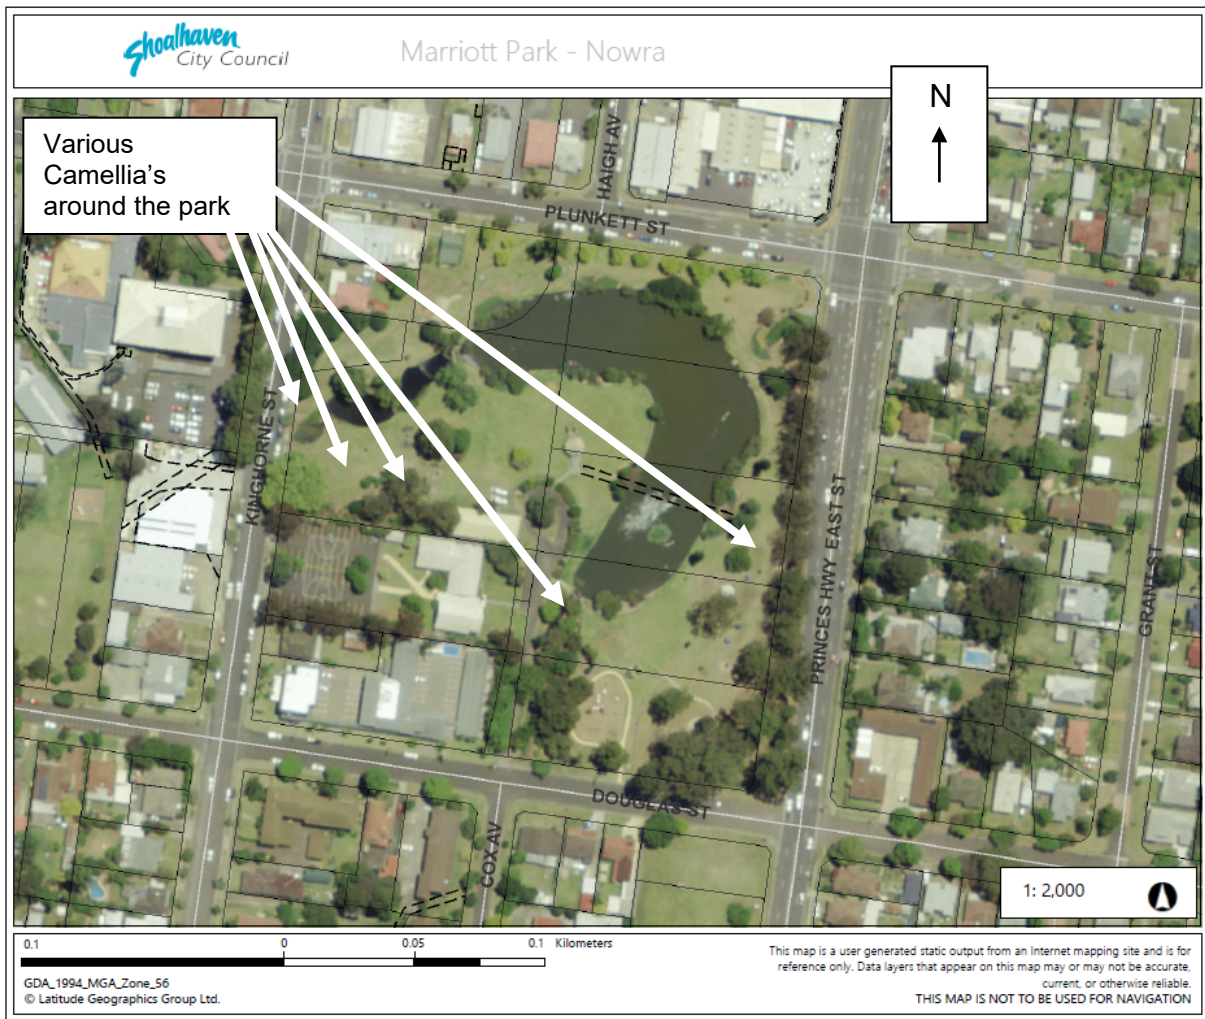 Shoalhaven
City Council
Marriott Park - Nowra
N
Various
Camellia's
around the park
HAIGH AV
PLUNKETT ST
KINGHORNE ST
PRINCES HWY EAST ST
GRANT ST
DOUGLAS ST
COX AV
1: 2,000
0.1 0 0.05 0.1 Kilometers
GDA_1994_MGA_Zone_56
© Latitude Geographics Group Ltd.
This map is a user generated static output from an Internet mapping site and is for
reference only. Data layers that appear on this map may or may not be accurate,
current, or otherwise reliable.
THIS MAP IS NOT TO BE USED FOR NAVIGATION